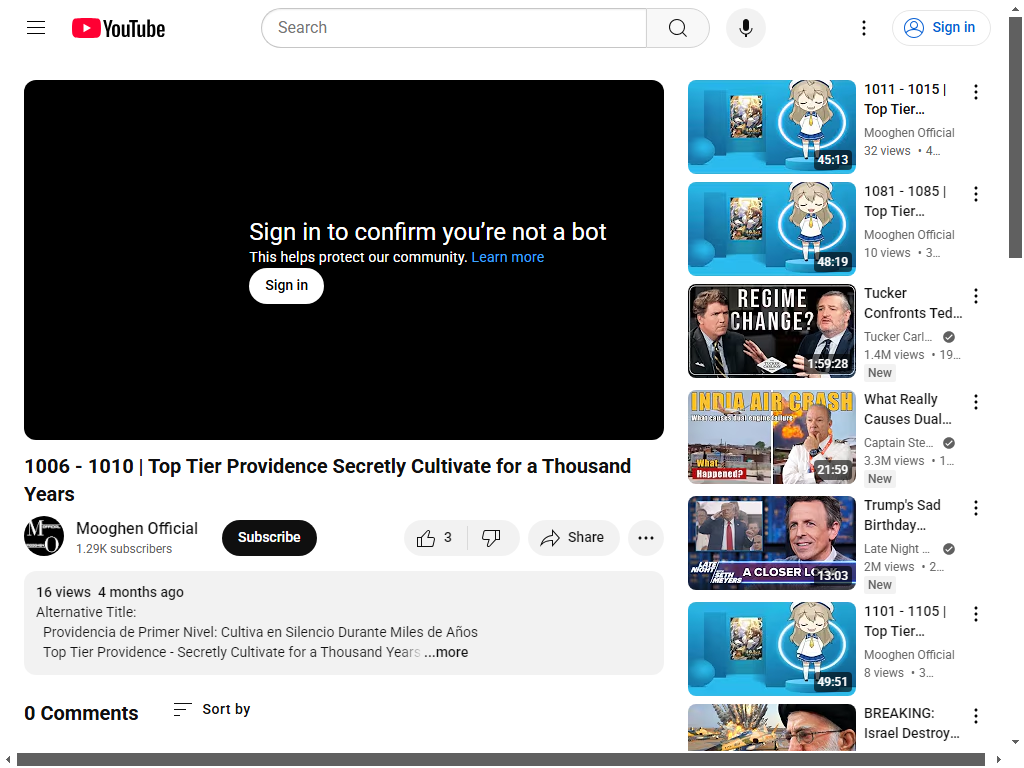 YouTube
Search
Sign in
Sign in to confirm you’re not a bot
This helps protect our community. Learn more
Sign in
1006 - 1010 | Top Tier Providence Secretly Cultivate for a Thousand
Years
Mooghen Official
1.29K subscribers
Subscribe
3
Share
16 views 4 months ago
Alternative Title:
Providencia de Primer Nivel: Cultiva en Silencio Durante Miles de Años
Top Tier Providence - Secretly Cultivate for a Thousand Years ...more
0 Comments
Sort by
45:13
1011 - 1015 |
Top Tier...
Mooghen Official
32 views • 4...
48:19
1081 - 1085 |
Top Tier...
Mooghen Official
10 views • 3...
REGIME
CHANGE?
1:59:28
Tucker
Confronts Ted...
Tucker Carl...
1.4M views • 19...
New
INDIA AIR CRASH
What causes dual engine failure
What
Happened?
21:59
What Really
Causes Dual...
Captain Ste...
3.3M views • 1...
New
LATE
NIGHT
SETH
MEYERS
A CLOSER LOOK
13:03
Trump's Sad
Birthday...
Late Night ...
2M views • 2...
New
49:51
1101 - 1105 |
Top Tier...
Mooghen Official
8 views • 3...
BREAKING:
Israel Destroy...